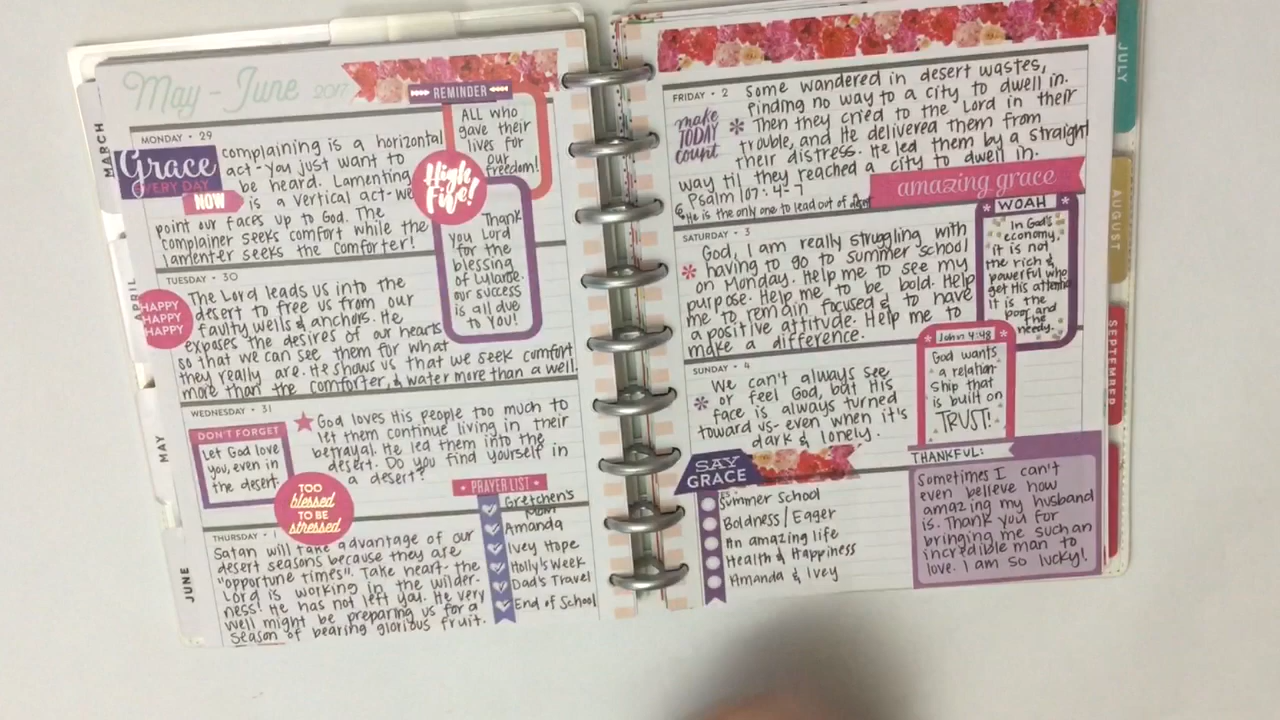 May - June 2017
REMINDER
ALL who
gave their
lives for
our
freedom!
MONDAY • 29
Grace
EVERY DAY
NOW
complaining is a horizontal
act - you just want to
be heard. Lamenting
is a vertical act - we
point our faces up to God. The
complainer seeks comfort while the
lamenter seeks the Comforter!
High
Five!
Thank
you Lord
for the
blessing
of Lularoe.
our success
is all due
to You!
TUESDAY • 30
HAPPY
HAPPY
HAPPY
The Lord leads us into the
desert to free us from our
faulty wells & anchors. He
exposes the desires of our hearts
so that we can see them for what
they really are. He shows us that we seek comfort
more than the comforter, & water more than a well.
WEDNESDAY • 31
DON'T FORGET
Let God love
you, even in
the desert.
God loves His people too much to
let them continue living in their
betrayal. He led them into the
desert. Do you find yourself in
a desert?
TOO
blessed
TO BE
stressed
PRAYER LIST
Gretchen's
Mom
Amanda
Ivey Hope
Holly's Week
Dad's Travel
End of School
THURSDAY • 1
Satan will take advantage of our
desert seasons because they are
"opportune times". Take heart - the
Lord is working in the wilder-
ness! He has not left you. He very
well might be preparing us for a
season of bearing glorious fruit.
MARCH
APRIL
MAY
JUNE
FRIDAY • 2
make
TODAY
count
Some wandered in desert wastes,
finding no way to a city to dwell in.
Then they cried to the Lord in their
trouble, and He delivered them from
their distress. He led them by a straight
way til they reached a city to dwell in.
Psalm 107: 4-7
He is the only one to lead out of desert
amazing grace
SATURDAY • 3
God, I am really struggling with
having to go to summer school
on Monday. Help me to see my
purpose. Help me to be bold. Help
me to remain focused & to have
a positive attitude. Help me to
make a difference.
WOAH
In God's
economy,
it is not
the rich &
powerful who
get His attention
it is the
poor and
the
needy.
SUNDAY • 4
We can't always see
or feel God, but His
face is always turned
toward us - even when it's
dark & lonely.
John 4:48
God wants
a relation-
ship that
is built on
TRUST!
SAY
GRACE
Summer School
Boldness / Eager
An amazing life
Health & Happiness
Amanda & Ivey
THANKFUL:
Sometimes I can't
even believe how
amazing my husband
is. Thank you for
bringing me such an
incredible man to
love. I am so lucky!
JULY
AUGUST
SEPTEMBER